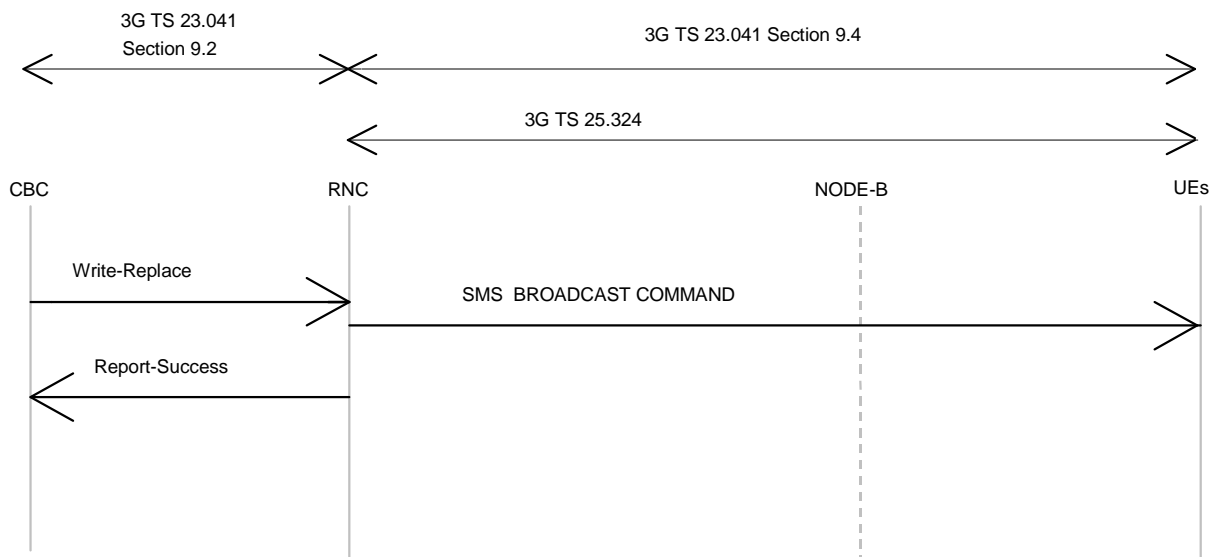 3G TS 23.041
Section 9.2
3G TS 23.041 Section 9.4
3G TS 25.324
CBC
RNC
NODE-B
UEs
Write-Replace
SMS  BROADCAST COMMAND
Report-Success